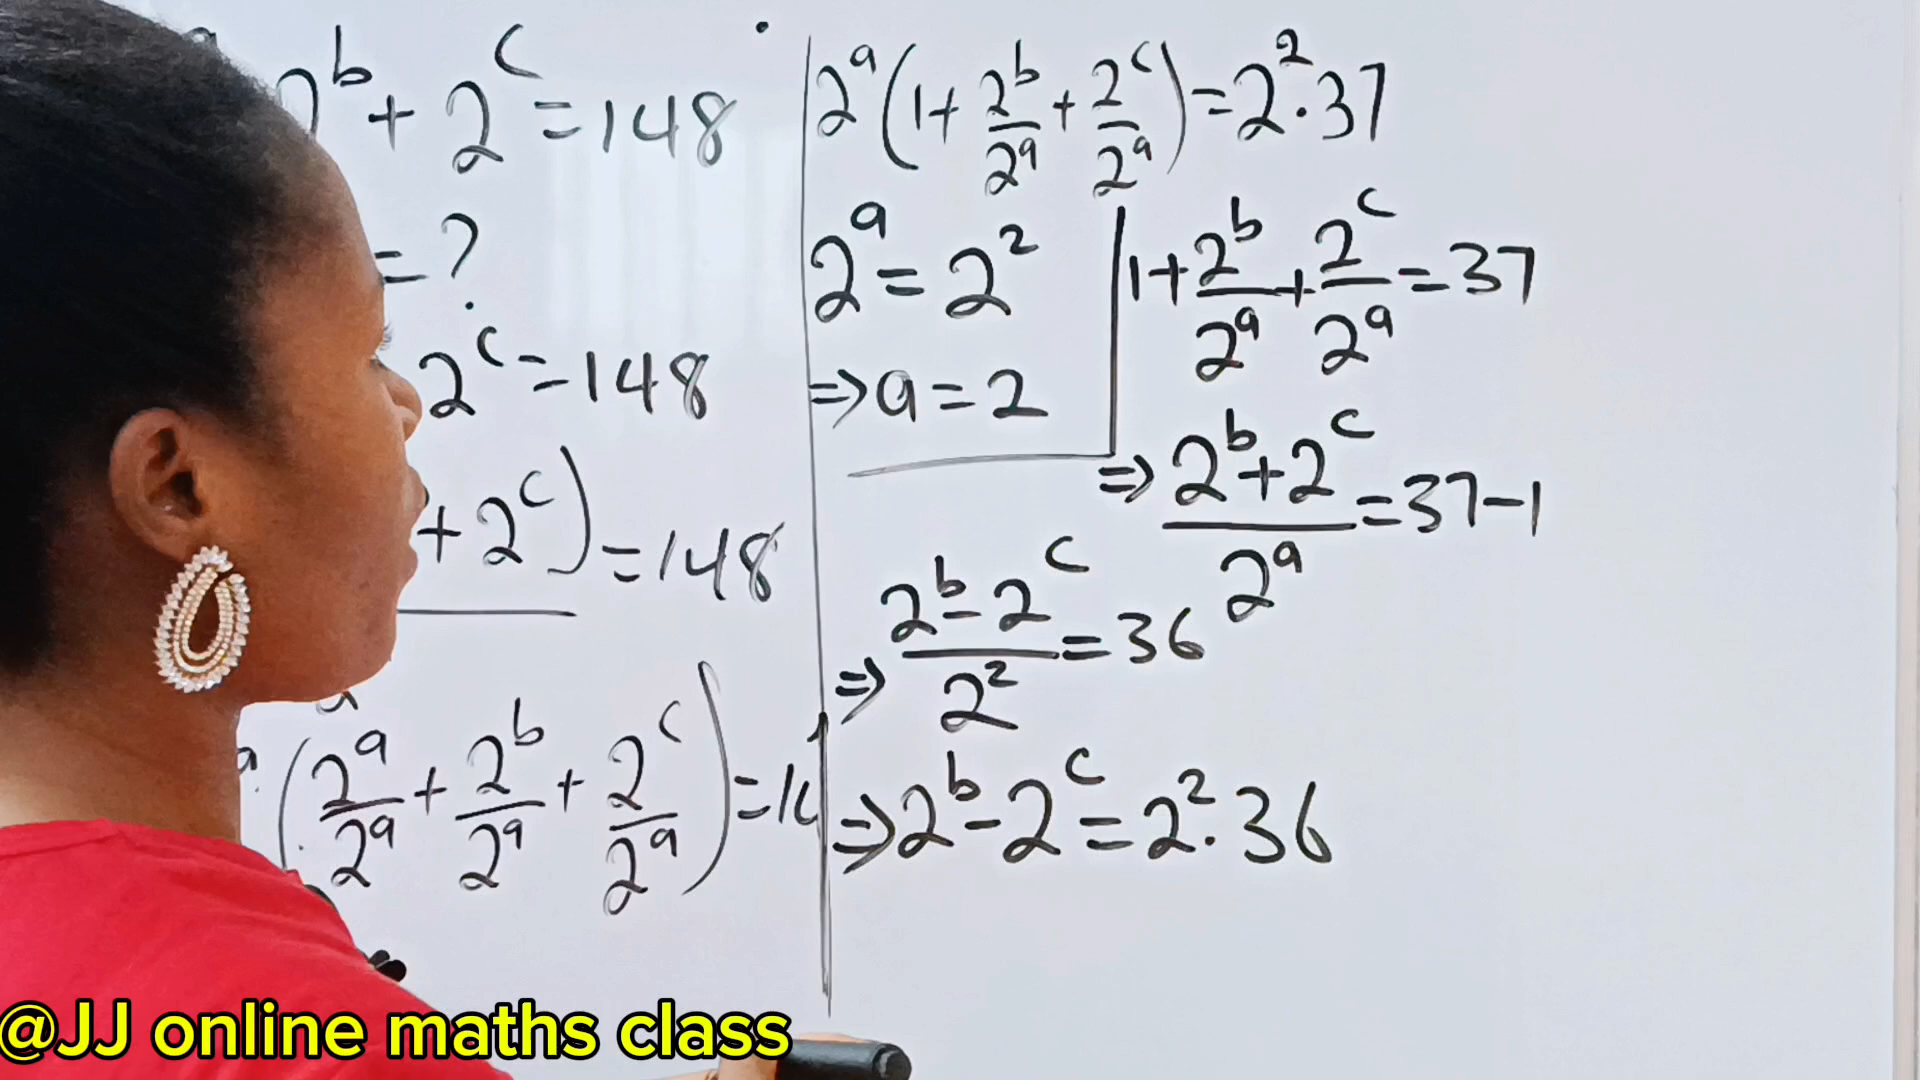 2^b + 2^c = 148
= ?
2^c = 148
+ 2^c) = 148
(2^a/2^a + 2^b/2^a + 2^c/2^a) = 14
2^a(1 + 2^b/2^a + 2^c/2^a) = 2^2 · 37
2^a = 2^2
⇒ a = 2
1 + 2^b/2^a + 2^c/2^a = 37
⇒ (2^b + 2^c)/2^a = 37 - 1
⇒ (2^b - 2^c)/2^2 = 36
⇒ 2^b - 2^c = 2^2 · 36
@JJ online maths class